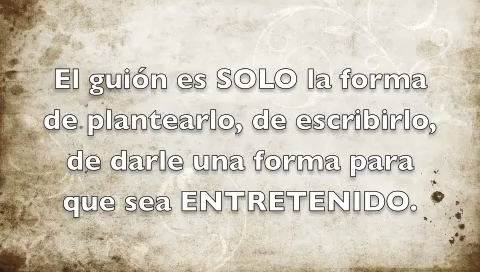 El guión es SOLO la forma
de plantearlo, de escribirlo,
de darle una forma para
que sea ENTRETENIDO.